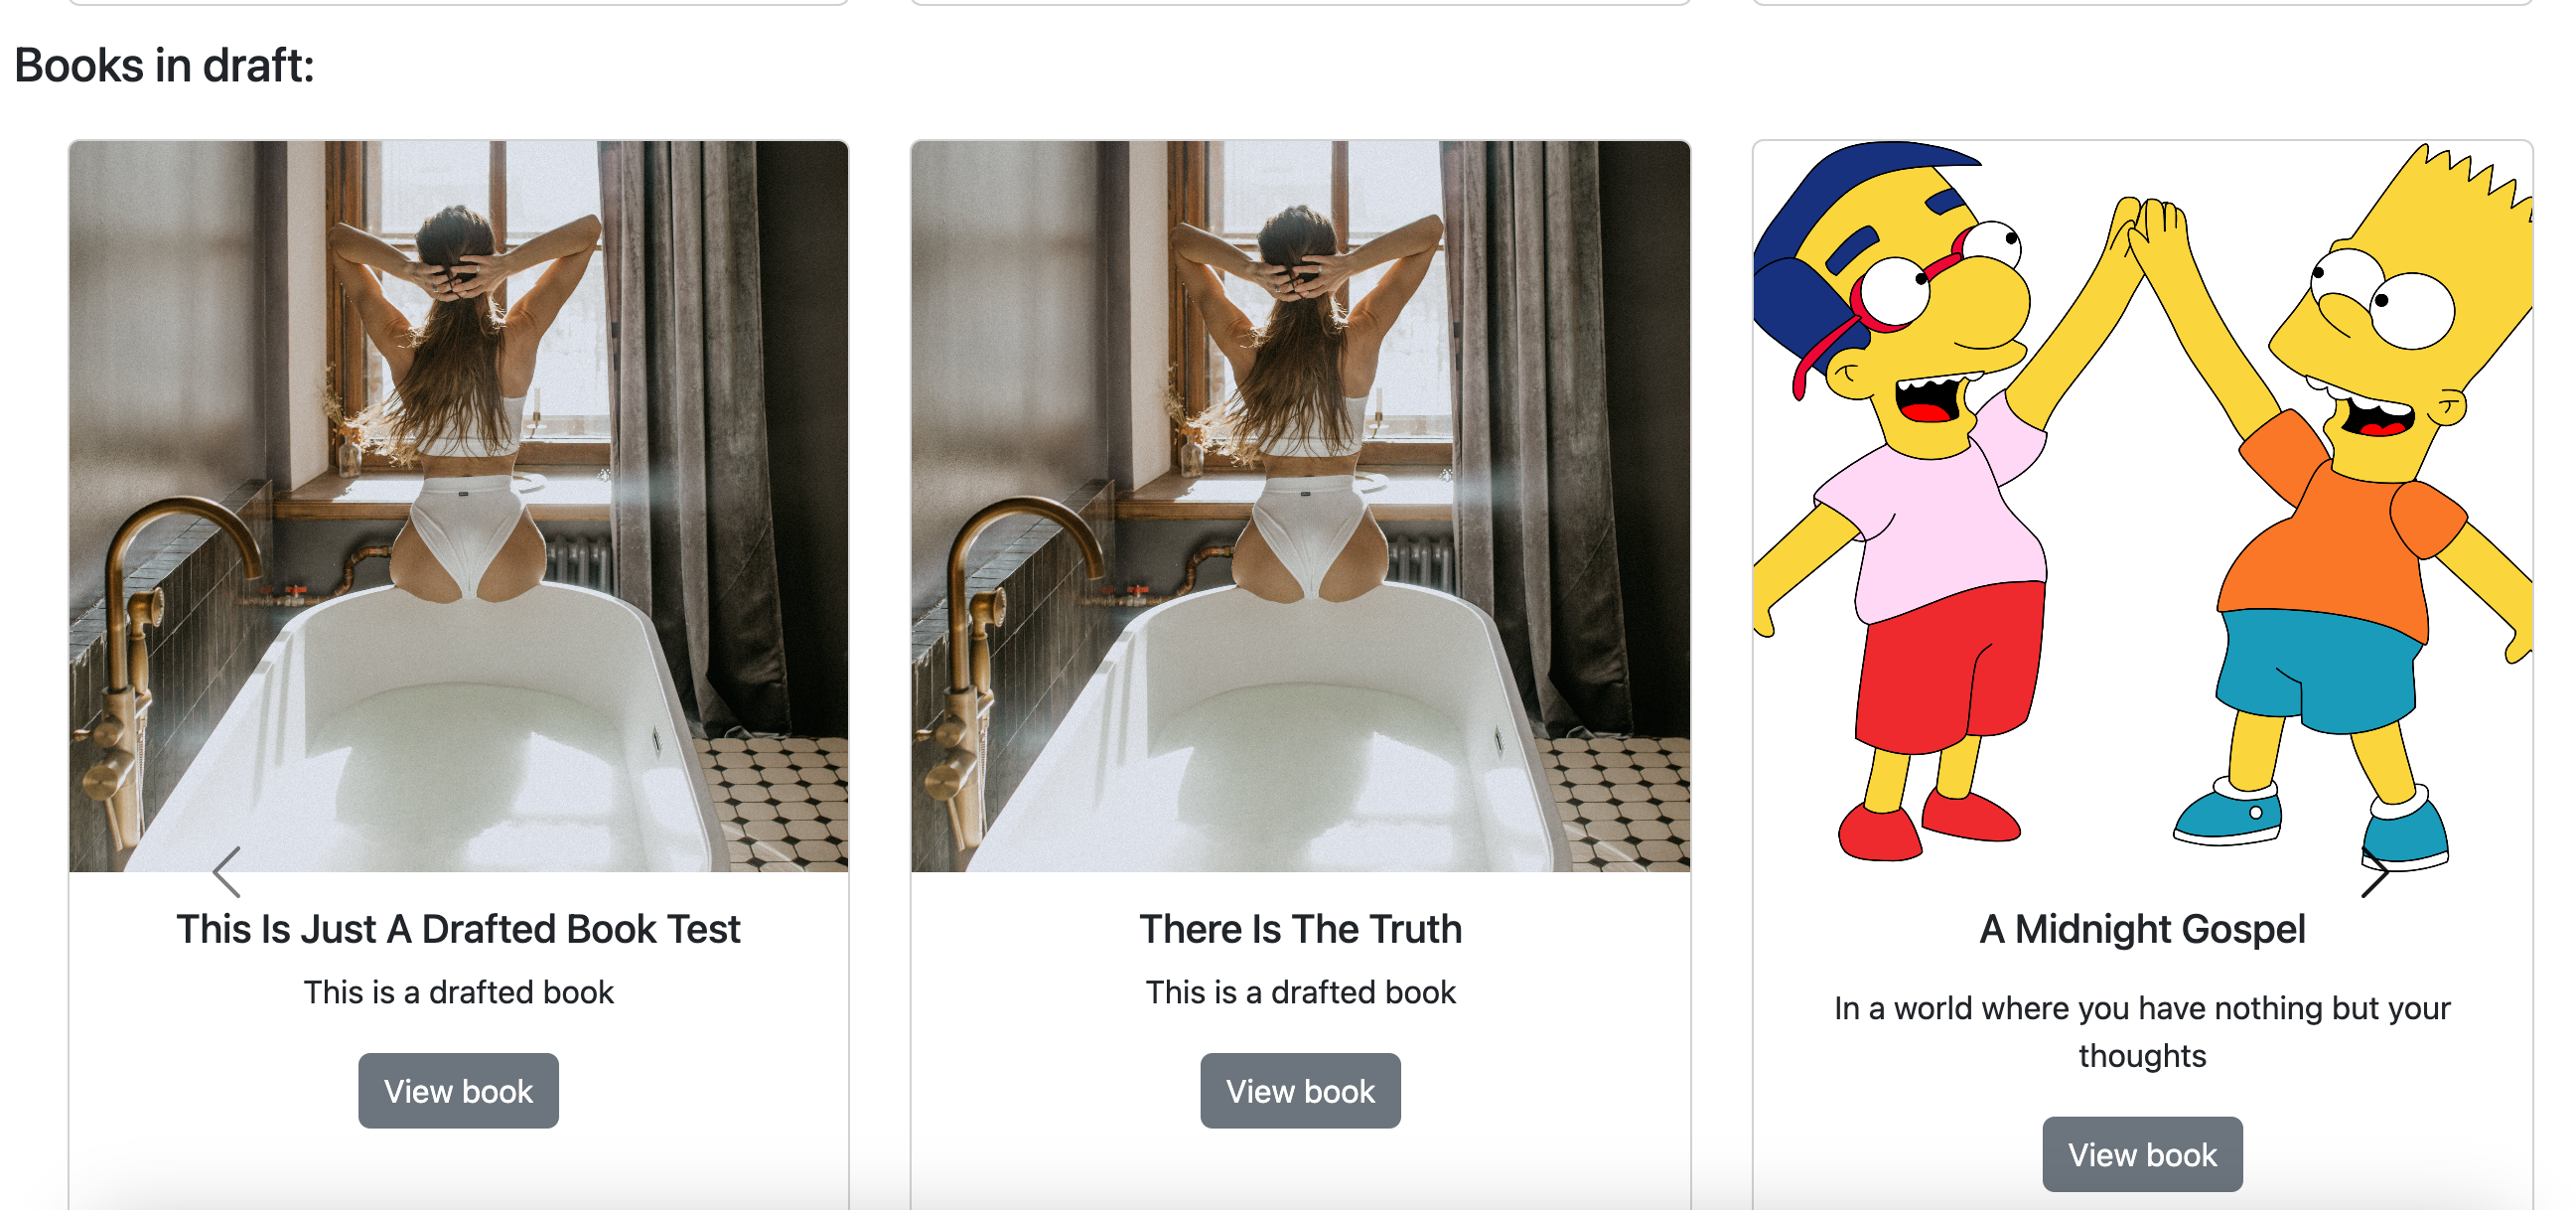 Books in draft:
This Is Just A Drafted Book Test
This is a drafted book
View book
There Is The Truth
This is a drafted book
View book
A Midnight Gospel
In a world where you have nothing but your
thoughts
View book